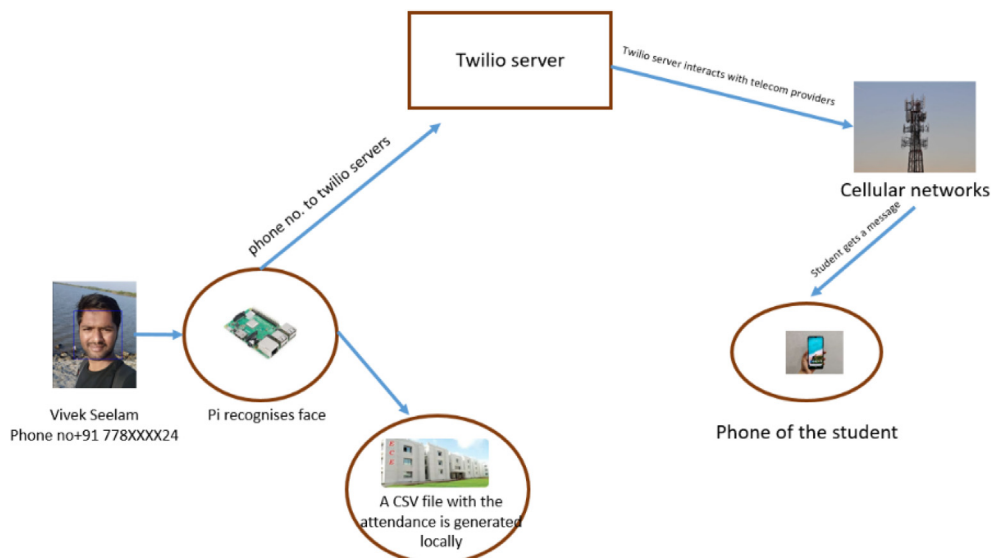 Twilio server
Twilio server interacts with telecom providers
Cellular networks
phone no. to twilio servers
Student gets a message
Vivek Seelam
Phone no+91 778XXXX24
Pi recognises face
Phone of the student
A CSV file with the
attendance is generated
locally